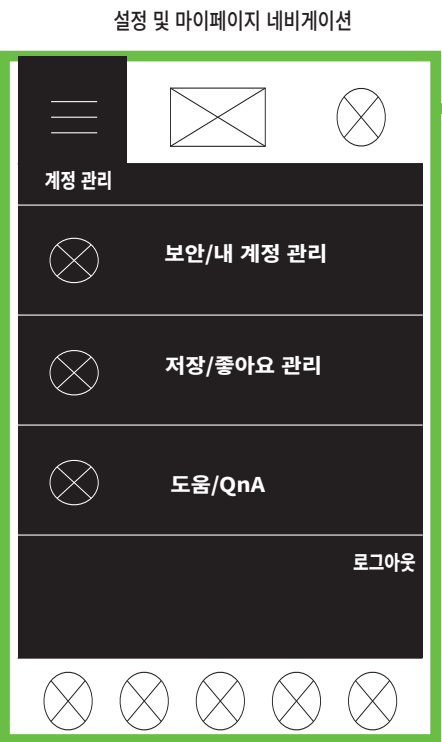 설정 및 마이페이지 네비게이션
계정 관리
보안/내 계정 관리
저장/좋아요 관리
도움/QnA
로그아웃